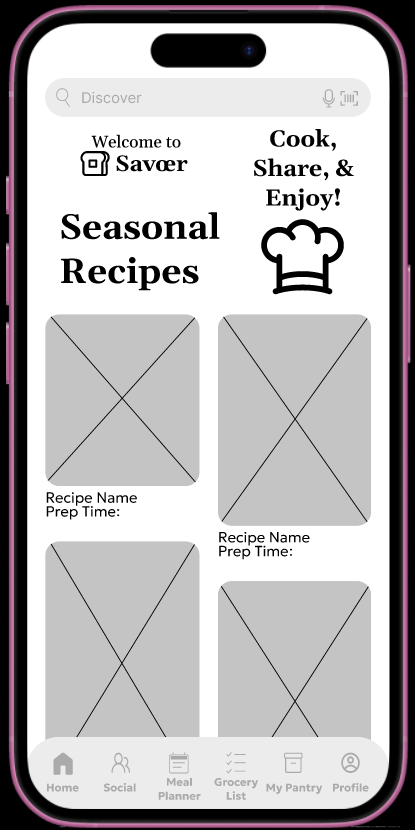 Discover
Welcome to
Savœr
Cook,
Share, &
Enjoy!
Seasonal
Recipes
Recipe Name
Prep Time:
Recipe Name
Prep Time:
Home
Social
Meal
Planner
Grocery
List
My Pantry
Profile